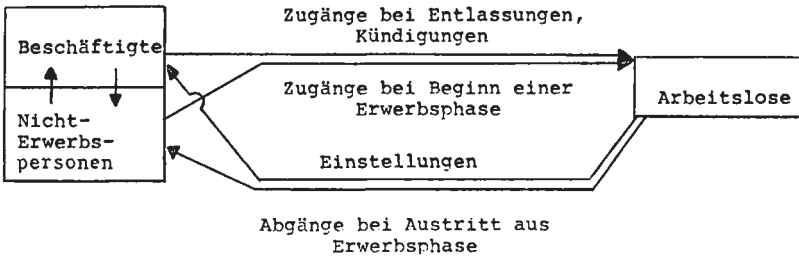 Zugänge bei Entlassungen,
Kündigungen
Beschäftigte
Zugänge bei Beginn einer
Erwerbsphase
Arbeitslose
Nicht-
Erwerbs-
personen
Einstellungen
Abgänge bei Austritt aus
Erwerbsphase